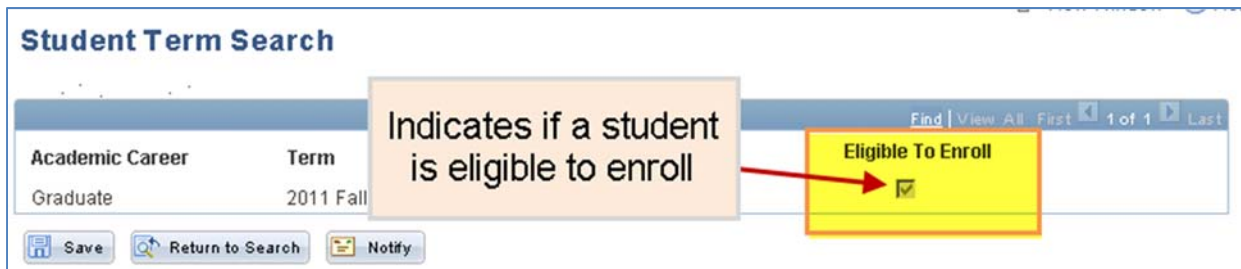 Student Term Search
Find | View All First 1 of 1 Last
Indicates if a student
is eligible to enroll
Academic Career Term Eligible To Enroll
Graduate 2011 Fall
Save Return to Search Notify